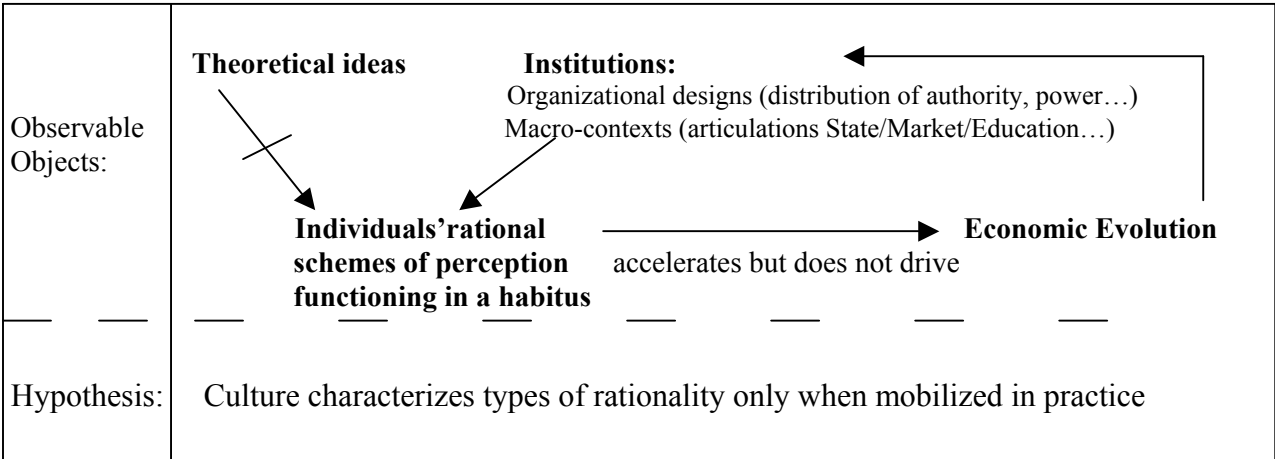 Theoretical ideas
Institutions:
Organizational designs (distribution of authority, power…)
Macro-contexts (articulations State/Market/Education…)
Observable
Objects:
Individuals’rational
schemes of perception
functioning in a habitus
accelerates but does not drive
Economic Evolution
Hypothesis:
Culture characterizes types of rationality only when mobilized in practice